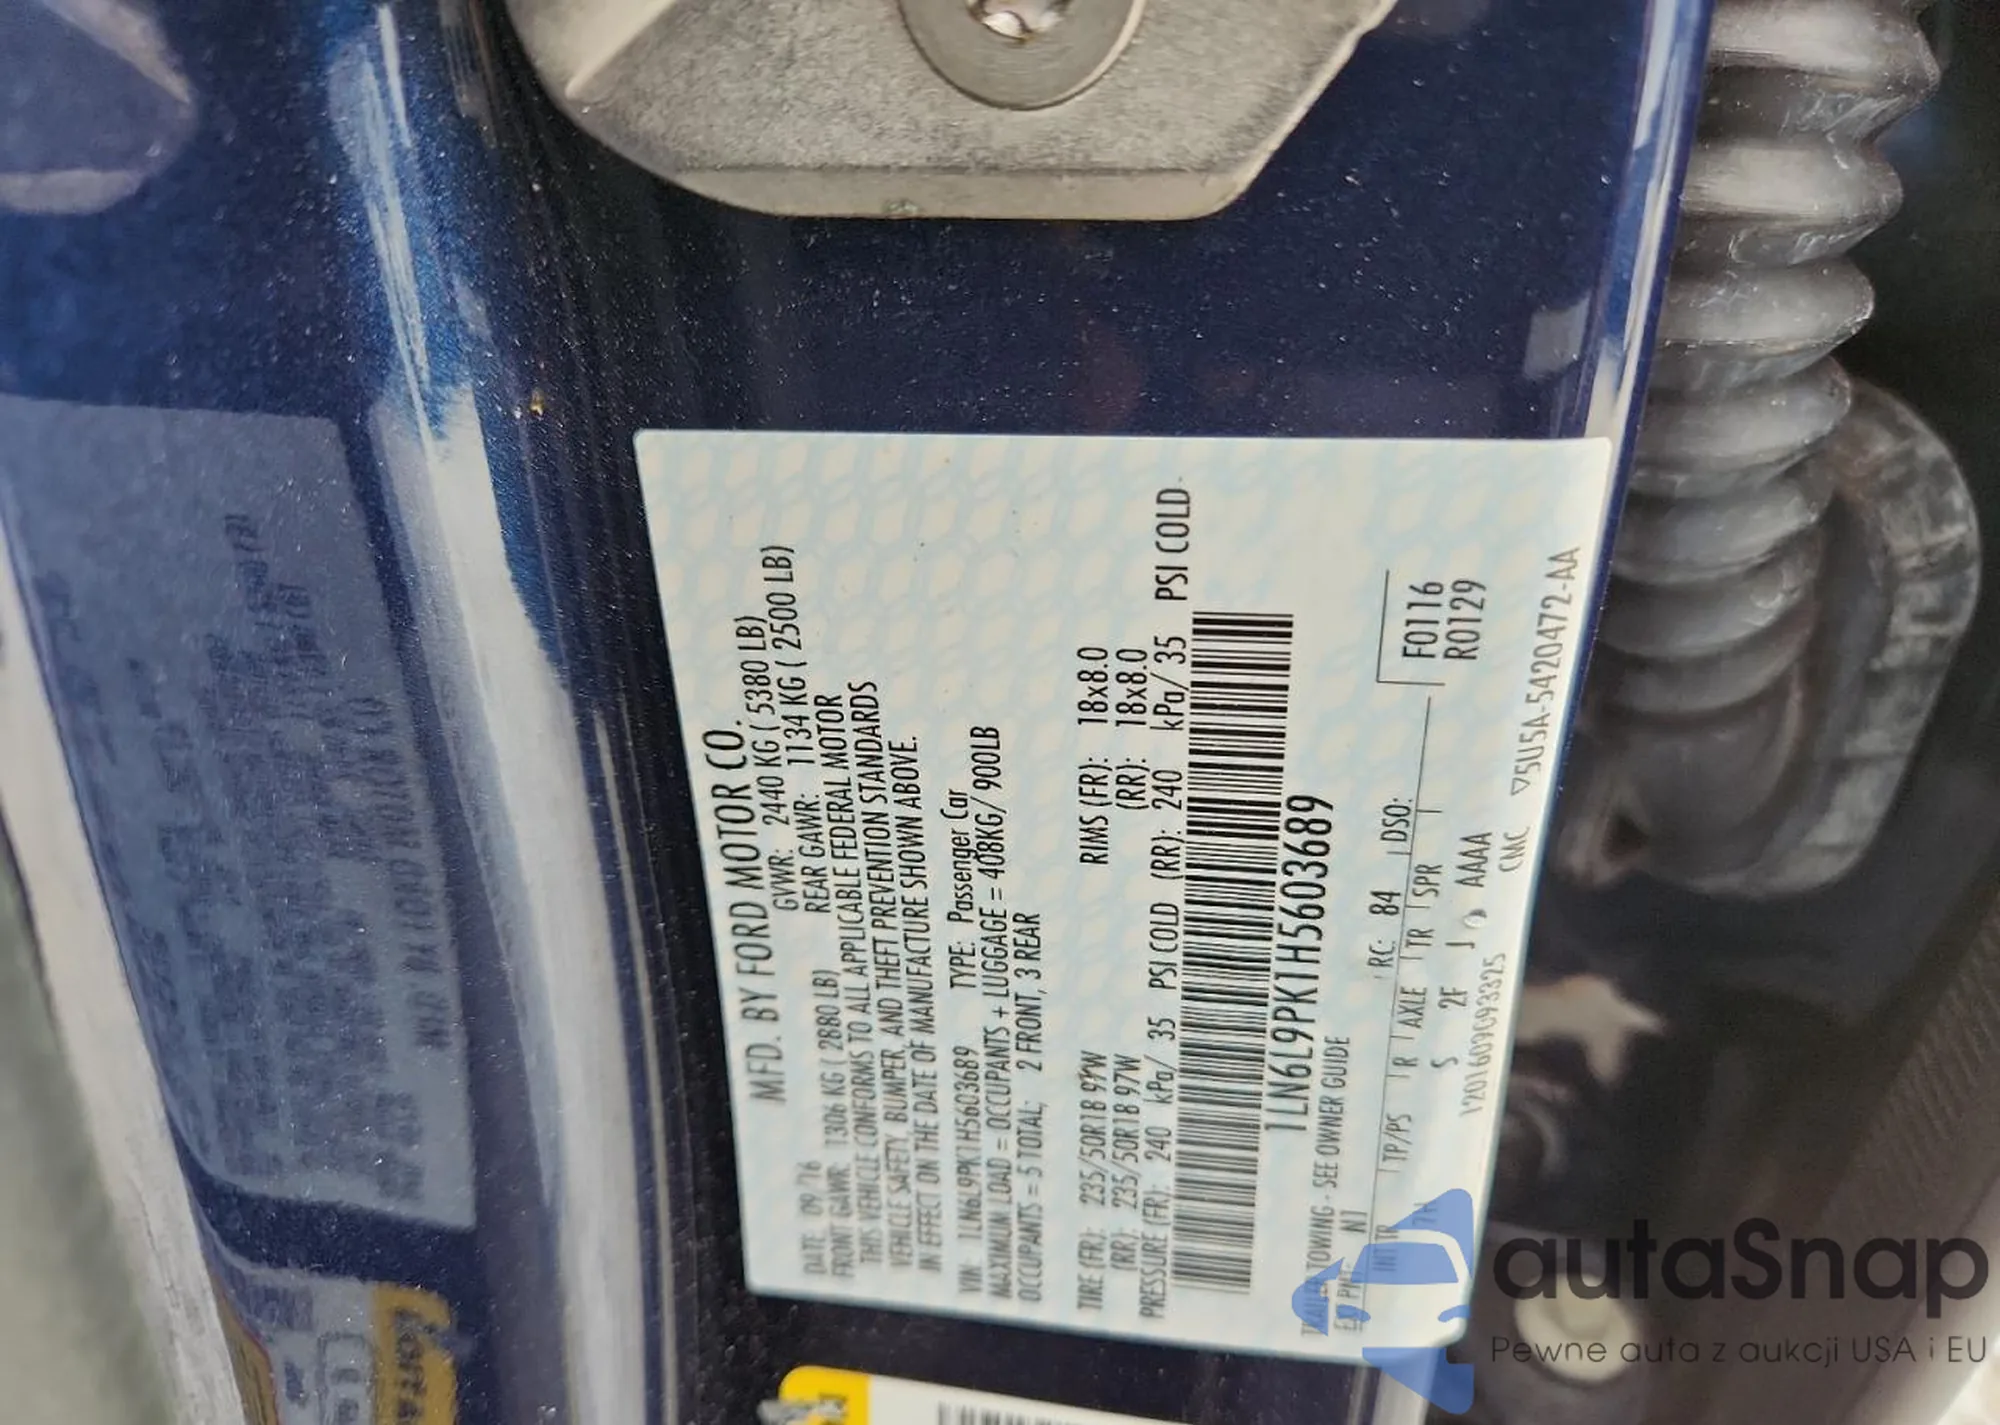 MFD. BY FORD MOTOR CO.
DATE 09/16 GVWR: 2440 KG ( 5380 LB)
FRONT GAWR: 1306 KG ( 2880 LB) REAR GAWR: 1134 KG ( 2500 LB)
THIS VEHICLE CONFORMS TO ALL APPLICABLE FEDERAL MOTOR
VEHICLE SAFETY, BUMPER, AND THEFT PREVENTION STANDARDS
IN EFFECT ON THE DATE OF MANUFACTURE SHOWN ABOVE.
VIN: 1LN6L9PK1H5603689 TYPE: Passenger Car
MAXIMUM LOAD = OCCUPANTS + LUGGAGE = 408KG/ 900LB
OCCUPANTS = 5 TOTAL; 2 FRONT, 3 REAR
TIRE (FR): 235/50R18 97W RIMS (FR): 18x8.0
(RR): 235/50R18 97W (RR): 18x8.0
PRESSURE (FR): 240 kPa/ 35 PSI COLD (RR): 240 kPa/ 35 PSI COLD
1LN6L9PK1H5603689
TRAILER TOWING - SEE OWNER GUIDE
EXT PNT: N1 RC: 84 DSO:
INT TR TP/PS R AXLE TR SPR F0116
S 2F J AAAA R0129
CMC ▽5U5A-5420472-AA
autaSnap
Pewne auta z aukcji USA i EU